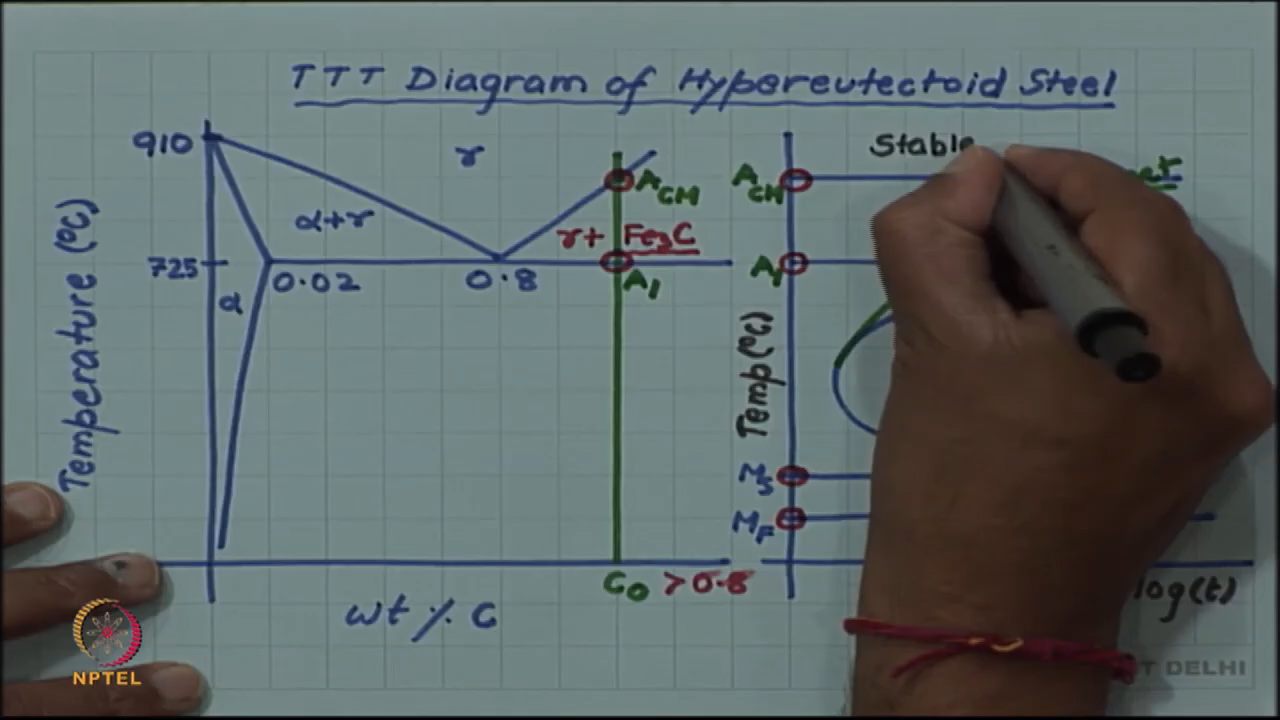 TTT Diagram of Hypereutectoid Steel
910
γ
α+γ
A_CM
γ+ Fe3C
725
0.02
0.8
A1
α
Temperature (°C)
C0 >0.8
wt % C
Stable
A_CM
A1
Temp(°C)
MS
MF
log(t)
NPTEL
DELHI